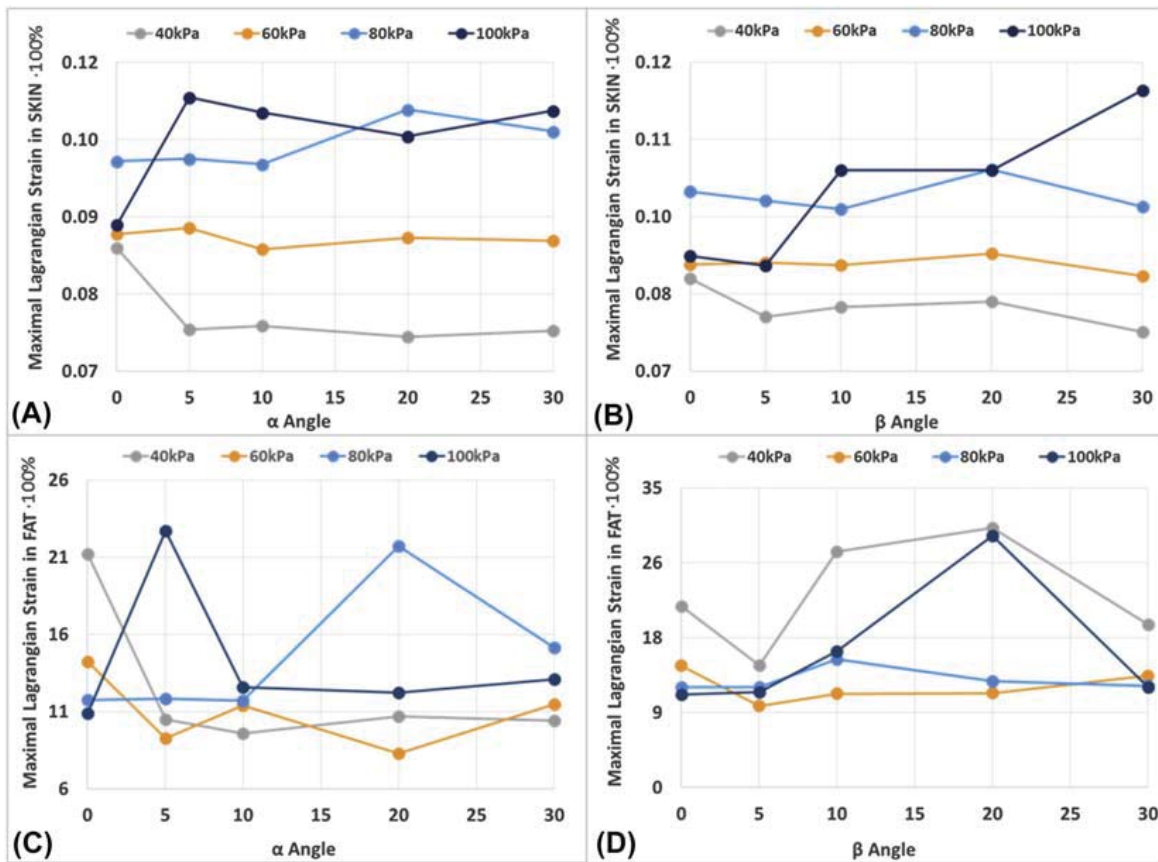 40kPa 60kPa 80kPa 100kPa
Maximal Lagrangian Strain in SKIN ·100%
0.12
0.10
0.09
0.08
0.07
0 5 10 15 20 30
α Angle
(A)
40kPa 60kPa 80kPa 100kPa
Maximal Lagrangian Strain in SKIN ·100%
0.12
0.11
0.10
0.09
0.08
0.07
0 5 10 15 20 30
β Angle
(B)
40kPa 60kPa 80kPa 100kPa
Maximal Lagrangian Strain in FAT ·100%
26
21
16
11
6
0 5 10 15 20 30
α Angle
(C)
40kPa 60kPa 80kPa 100kPa
Maximal Lagrangian Strain in FAT ·100%
35
26
18
9
0
0 5 10 15 20 30
β Angle
(D)